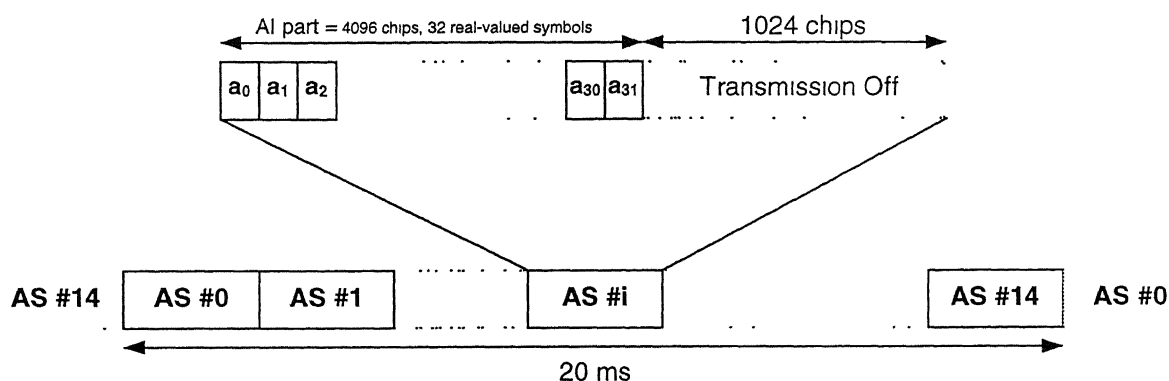 AI part = 4096 chips, 32 real-valued symbols
1024 chips
a0 a1 a2 a30 a31 Transmission Off
AS #14 AS #0 AS #1 AS #i AS #14 AS #0
20 ms